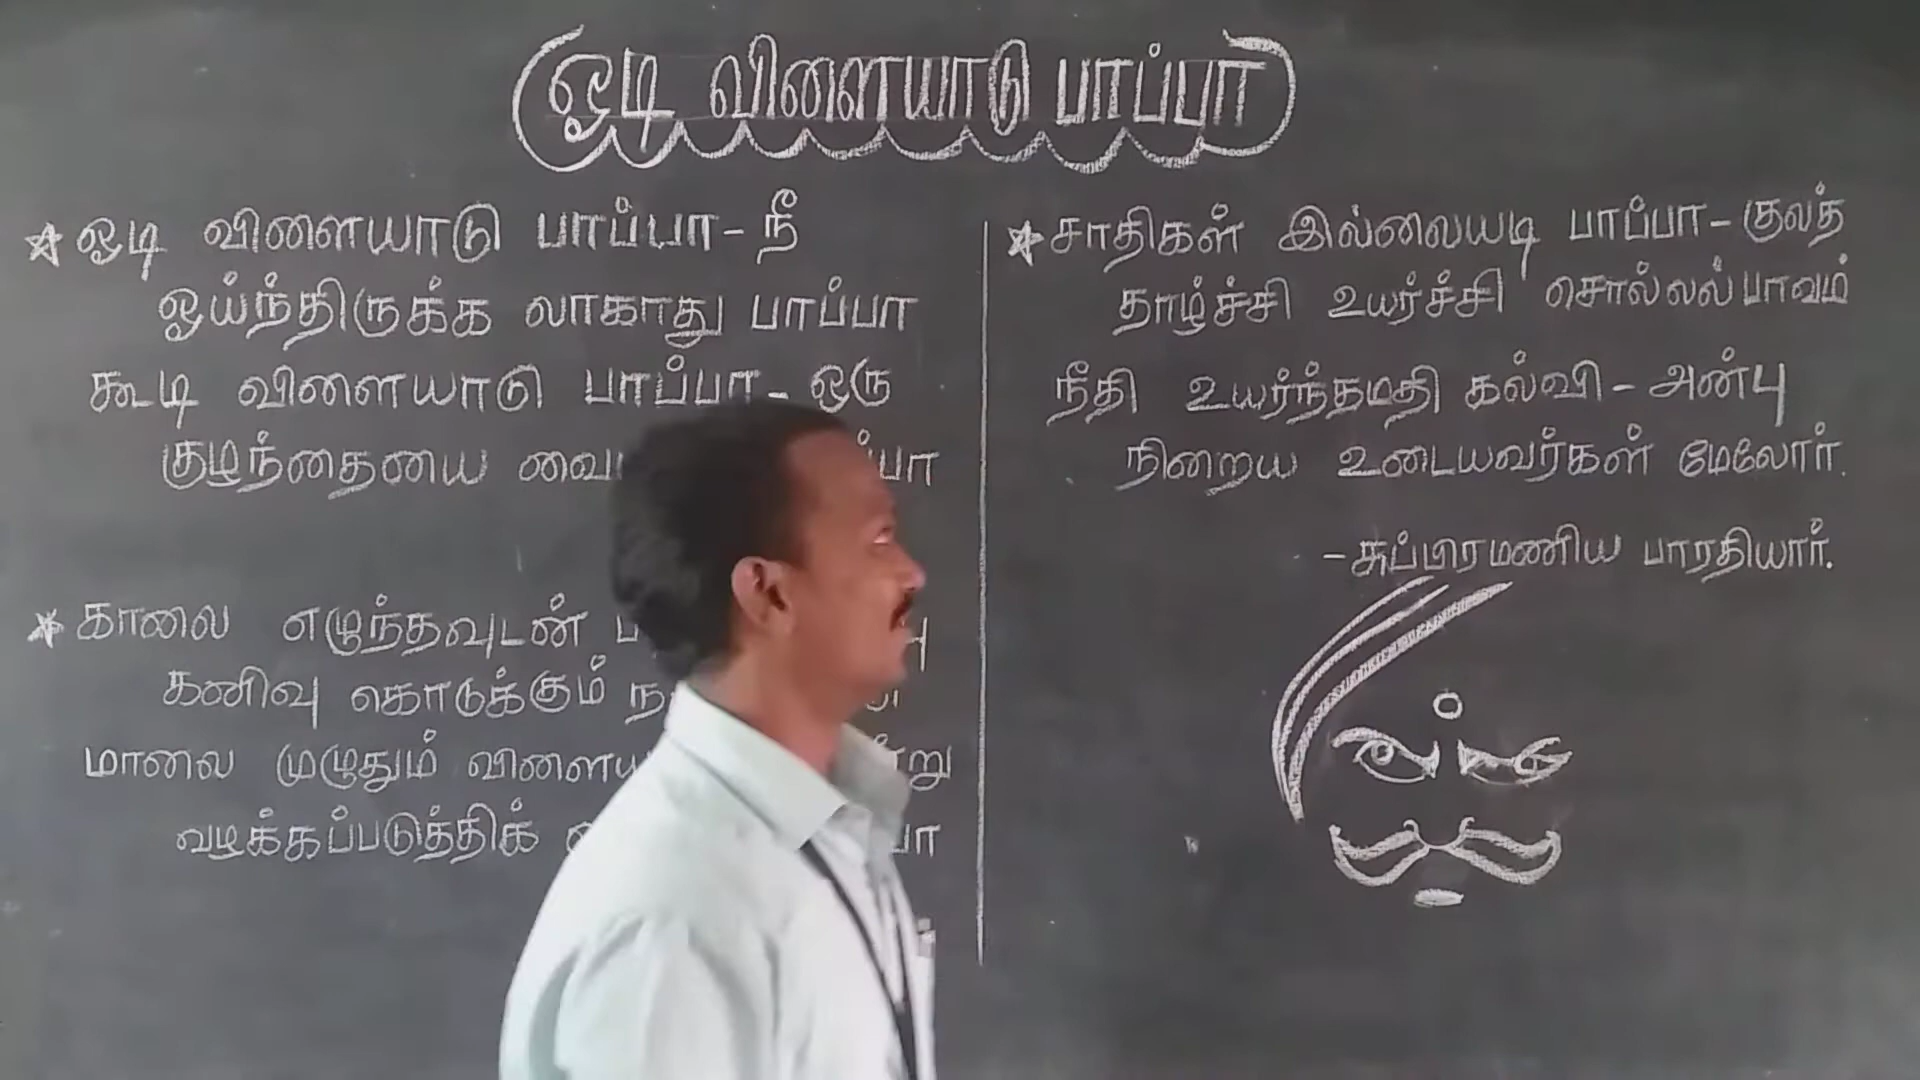 ஓடி விளையாடு பாப்பா
ஓடி விளையாடு பாப்பா - நீ
ஓய்ந்திருக்க லாகாது பாப்பா
கூடி விளையாடு பாப்பா - ஒரு
குழந்தையை
காலை எழுந்தவுடன்
கனிவு கொடுக்கும்
மாலை முழுதும்
வழக்கப்படுத்திக்
சாதிகள் இல்லையடி பாப்பா - குலத்
தாழ்ச்சி உயர்ச்சி சொல்லல் பாவம்
நீதி உயர்ந்தமதி கல்வி - அன்பு
நிறைய உடையவர்கள் மேலோர்.
- சுப்பிரமணிய பாரதியார்.